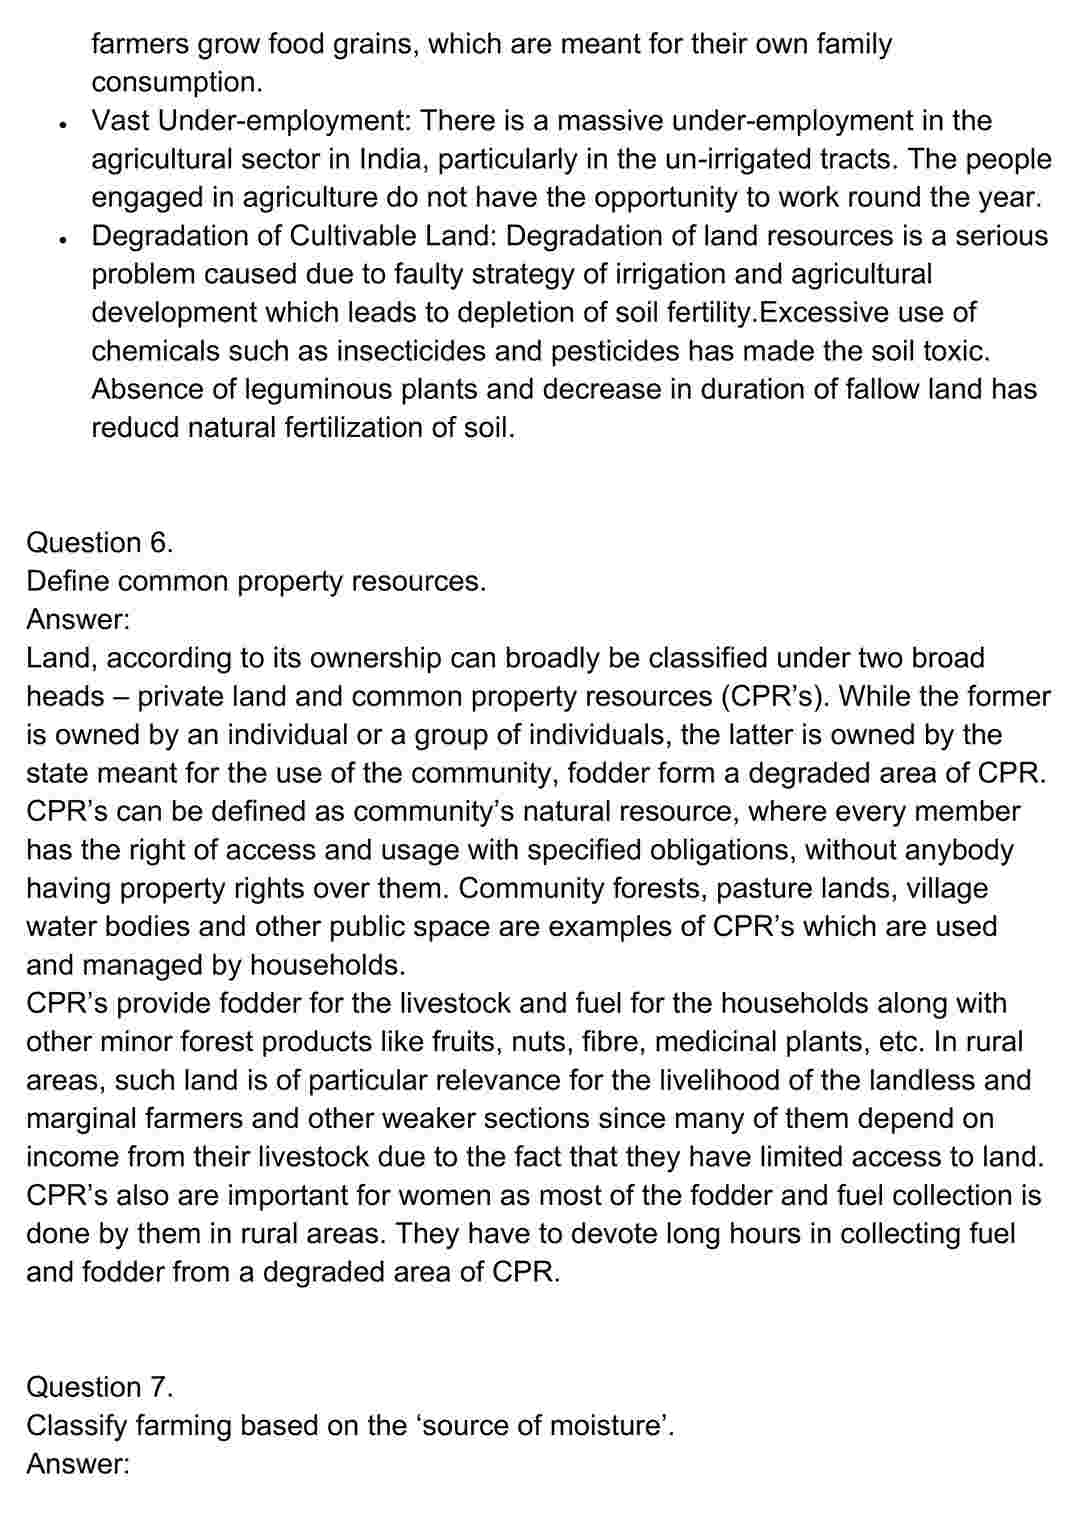 farmers grow food grains, which are meant for their own family
consumption.
• Vast Under-employment: There is a massive under-employment in the
agricultural sector in India, particularly in the un-irrigated tracts. The people
engaged in agriculture do not have the opportunity to work round the year.
• Degradation of Cultivable Land: Degradation of land resources is a serious
problem caused due to faulty strategy of irrigation and agricultural
development which leads to depletion of soil fertility.Excessive use of
chemicals such as insecticides and pesticides has made the soil toxic.
Absence of leguminous plants and decrease in duration of fallow land has
reducd natural fertilization of soil.
Question 6.
Define common property resources.
Answer:
Land, according to its ownership can broadly be classified under two broad
heads – private land and common property resources (CPR’s). While the former
is owned by an individual or a group of individuals, the latter is owned by the
state meant for the use of the community, fodder form a degraded area of CPR.
CPR’s can be defined as community’s natural resource, where every member
has the right of access and usage with specified obligations, without anybody
having property rights over them. Community forests, pasture lands, village
water bodies and other public space are examples of CPR’s which are used
and managed by households.
CPR’s provide fodder for the livestock and fuel for the households along with
other minor forest products like fruits, nuts, fibre, medicinal plants, etc. In rural
areas, such land is of particular relevance for the livelihood of the landless and
marginal farmers and other weaker sections since many of them depend on
income from their livestock due to the fact that they have limited access to land.
CPR’s also are important for women as most of the fodder and fuel collection is
done by them in rural areas. They have to devote long hours in collecting fuel
and fodder from a degraded area of CPR.
Question 7.
Classify farming based on the ‘source of moisture’.
Answer: